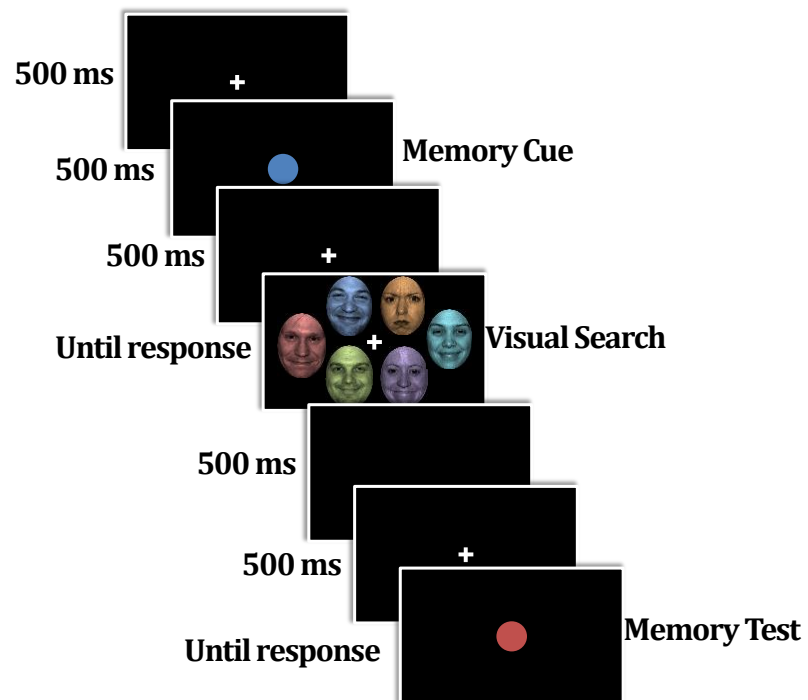 500 ms
500 ms
Memory Cue
500 ms
Until response
Visual Search
500 ms
500 ms
Until response
Memory Test